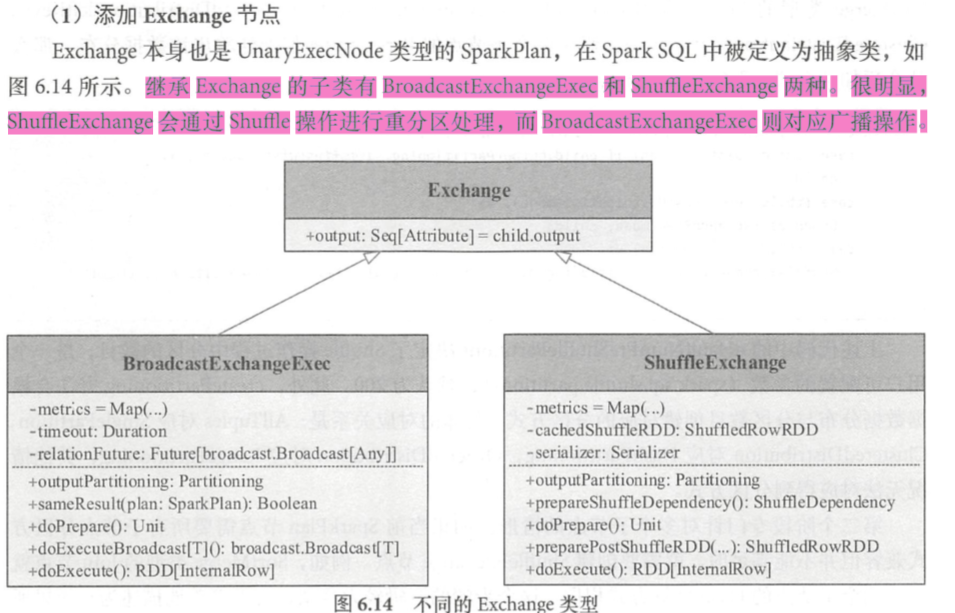 （1）添加 Exchange 节点
Exchange 本身也是 UnaryExecNode 类型的 SparkPlan，在 Spark SQL 中被定义为抽象类，如
图 6.14 所示。继承 Exchange 的子类有 BroadcastExchangeExec 和 ShuffleExchange 两种。很明显，
ShuffleExchange 会通过 Shuffle 操作进行重分区处理，而 BroadcastExchangeExec 则对应广播操作。
Exchange
+output: Seq[Attribute] = child.output
BroadcastExchangeExec
-metrics = Map(...)
-timeout: Duration
-relationFuture: Future[broadcast.Broadcast[Any]]
+outputPartitioning: Partitioning
+sameResult(plan: SparkPlan): Boolean
+doPrepare(): Unit
+doExecuteBroadcast[T](): broadcast.Broadcast[T]
+doExecute(): RDD[InternalRow]
ShuffleExchange
-metrics = Map(...)
-cachedShuffleRDD: ShuffledRowRDD
-serializer: Serializer
+outputPartitioning: Partitioning
+prepareShuffleDependency(): ShuffleDependency
+doPrepare(): Unit
+preparePostShuffleRDD(...): ShuffledRowRDD
+doExecute(): RDD[InternalRow]
图 6.14 不同的 Exchange 类型